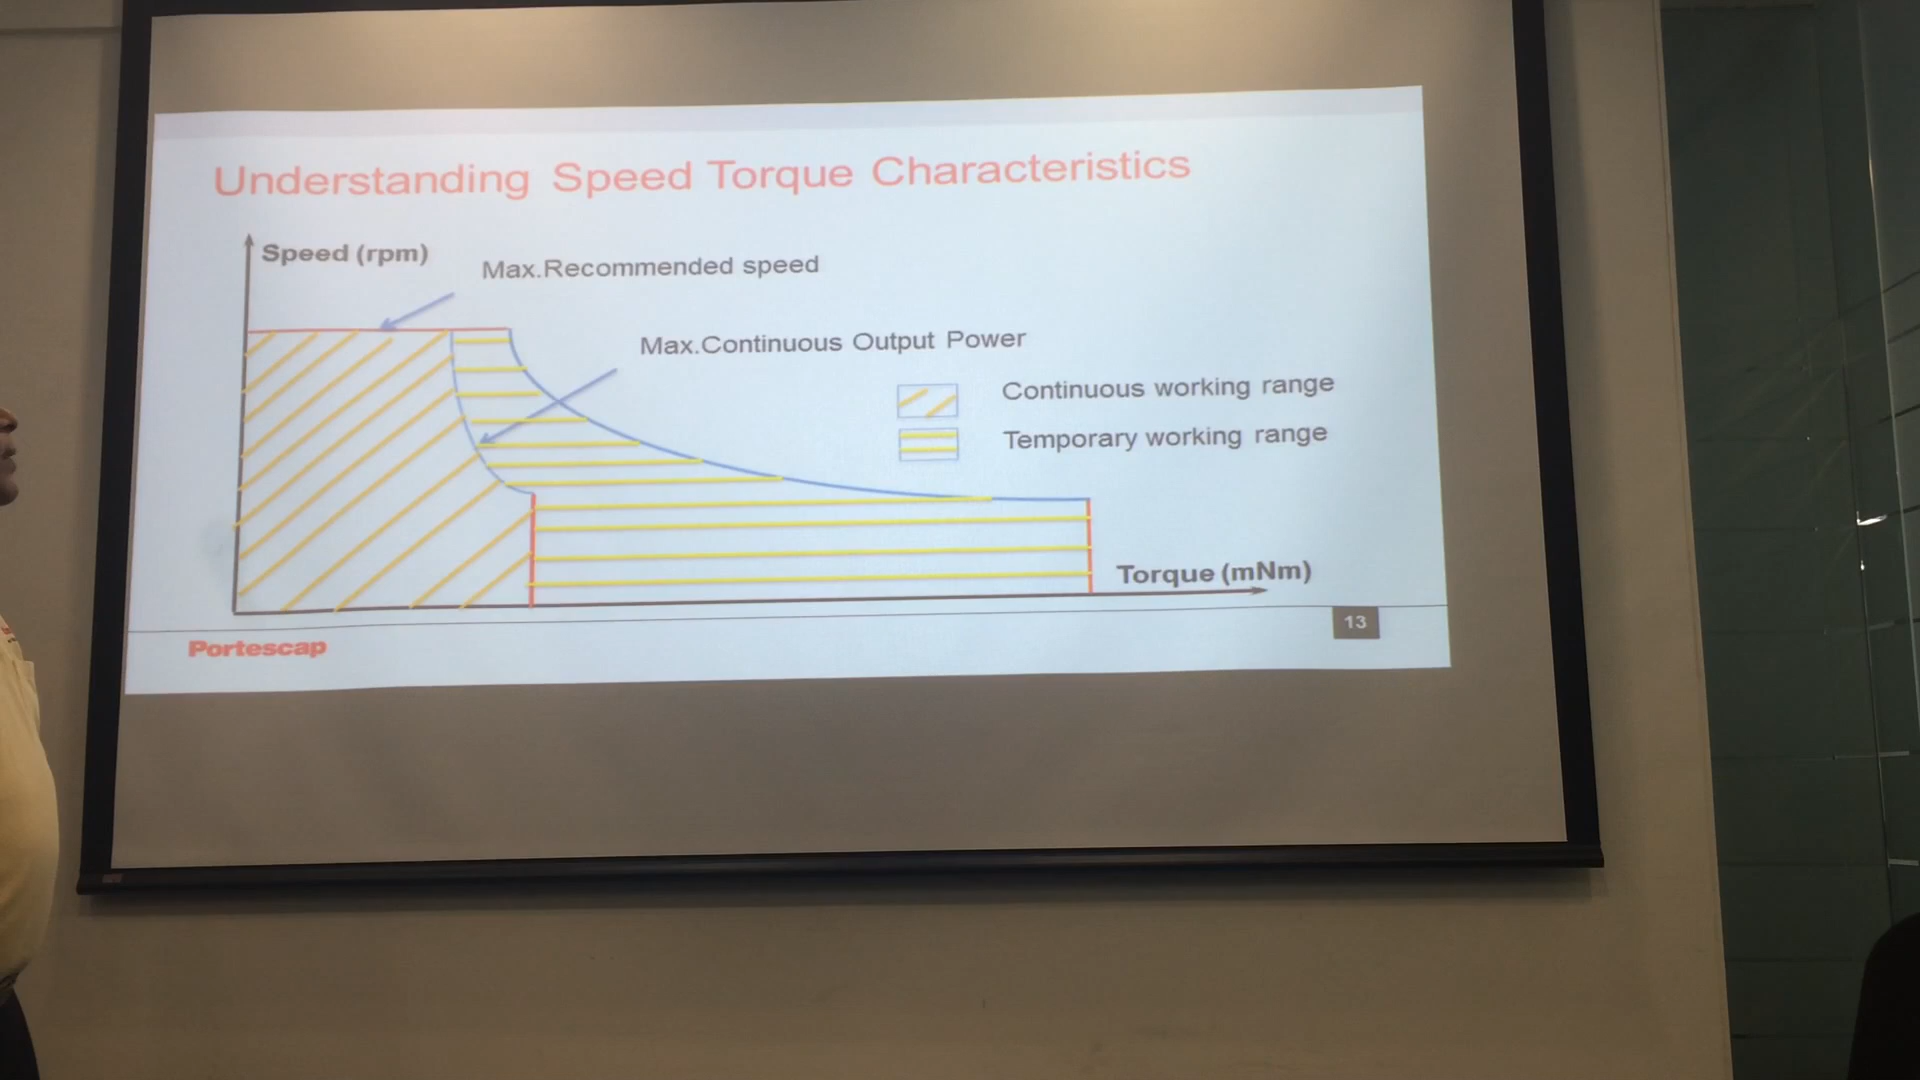 Understanding Speed Torque Characteristics
Speed (rpm)
Max.Recommended speed
Max.Continuous Output Power
Continuous working range
Temporary working range
Torque (mNm)
13
Portescap